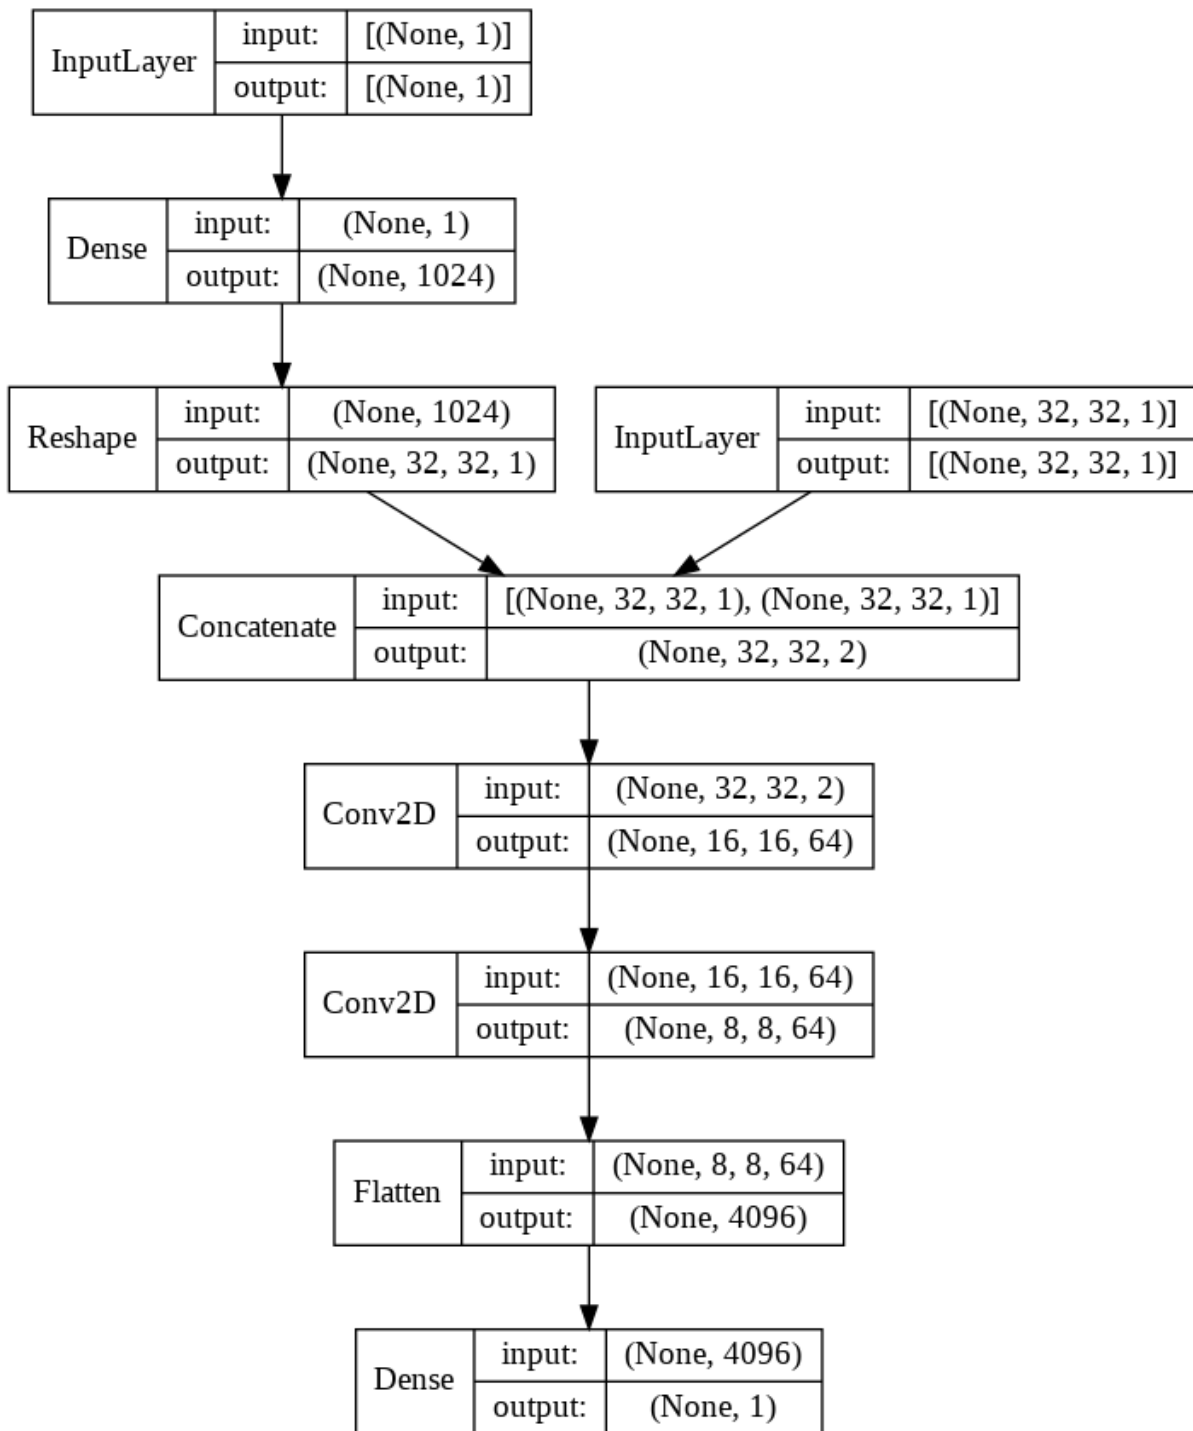 InputLayer input: [(None, 1)]
output: [(None, 1)]
Dense input: (None, 1)
output: (None, 1024)
Reshape input: (None, 1024)
output: (None, 32, 32, 1)
InputLayer input: [(None, 32, 32, 1)]
output: [(None, 32, 32, 1)]
Concatenate input: [(None, 32, 32, 1), (None, 32, 32, 1)]
output: (None, 32, 32, 2)
Conv2D input: (None, 32, 32, 2)
output: (None, 16, 16, 64)
Conv2D input: (None, 16, 16, 64)
output: (None, 8, 8, 64)
Flatten input: (None, 8, 8, 64)
output: (None, 4096)
Dense input: (None, 4096)
output: (None, 1)